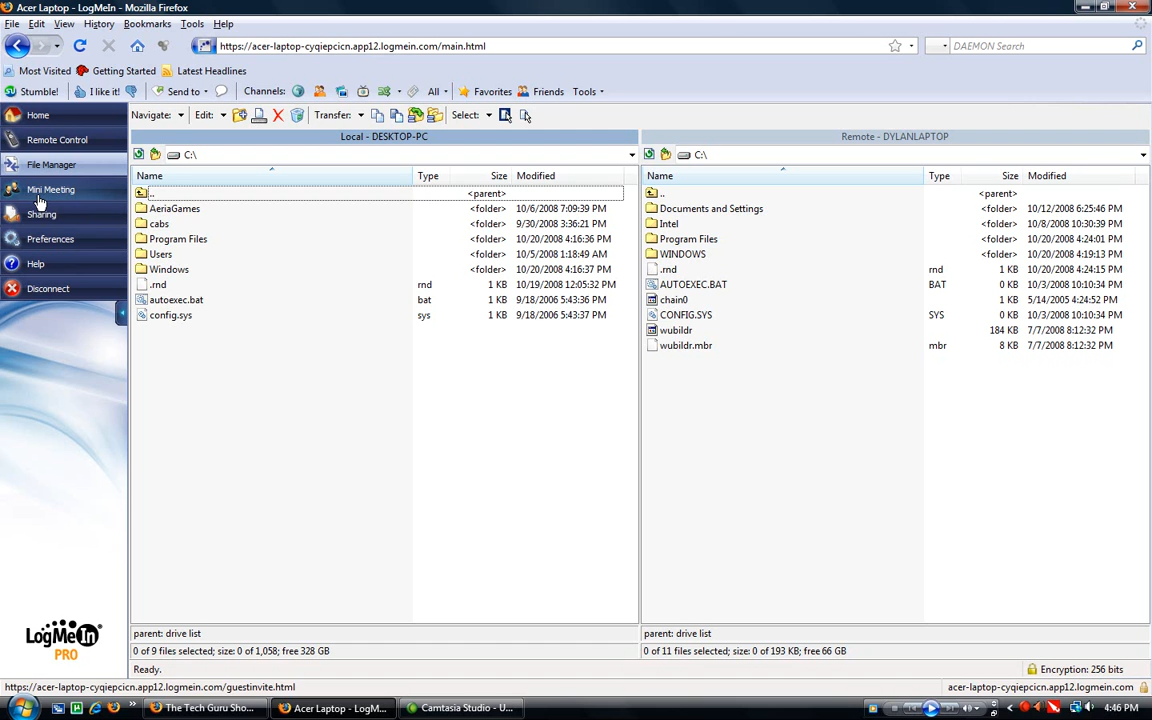 Acer Laptop - LogMeIn - Mozilla Firefox
File Edit View History Bookmarks Tools Help
https://acer-laptop-cyqiepcicn.app12.logmein.com/main.html DAEMON Search
Most Visited Getting Started Latest Headlines
Stumble! I like it! Send to Channels: All Favorites Friends Tools
Home
Remote Control
File Manager
Mini Meeting
Sharing
Preferences
Help
Disconnect
LogMeIn
PRO
Navigate: Edit: Transfer: Select:
Local - DESKTOP-PC
C:\
Name Type Size Modified
.. <parent>
AeriaGames <folder> 10/6/2008 7:09:39 PM
cabs <folder> 9/30/2008 3:36:21 PM
Program Files <folder> 10/20/2008 4:16:36 PM
Users <folder> 10/5/2008 1:18:49 AM
Windows <folder> 10/20/2008 4:16:37 PM
.rnd rnd 1 KB 10/19/2008 12:05:32 PM
autoexec.bat bat 1 KB 9/18/2006 5:43:36 PM
config.sys sys 1 KB 9/18/2006 5:43:37 PM
parent: drive list
0 of 9 files selected; size: 0 of 1,058; free 328 GB
Remote - DYLANLAPTOP
C:\
Name Type Size Modified
.. <parent>
Documents and Settings <folder> 10/12/2008 6:25:46 PM
Intel <folder> 10/8/2008 10:30:39 PM
Program Files <folder> 10/20/2008 4:24:01 PM
WINDOWS <folder> 10/20/2008 4:19:13 PM
.rnd rnd 1 KB 10/20/2008 4:24:15 PM
AUTOEXEC.BAT BAT 0 KB 10/3/2008 10:10:34 PM
chain0 1 KB 5/14/2005 4:24:52 PM
CONFIG.SYS SYS 0 KB 10/3/2008 10:10:34 PM
wubildr 184 KB 7/7/2008 8:12:32 PM
wubildr.mbr mbr 8 KB 7/7/2008 8:12:32 PM
parent: drive list
0 of 11 files selected; size: 0 of 193 KB; free 66 GB
Ready. Encryption: 256 bits
https://acer-laptop-cyqiepcicn.app12.logmein.com/guestinvite.html acer-laptop-cyqiepcicn.app12.logmein.com
The Tech Guru Sho... Acer Laptop - LogM... Camtasia Studio - U... 4:46 PM